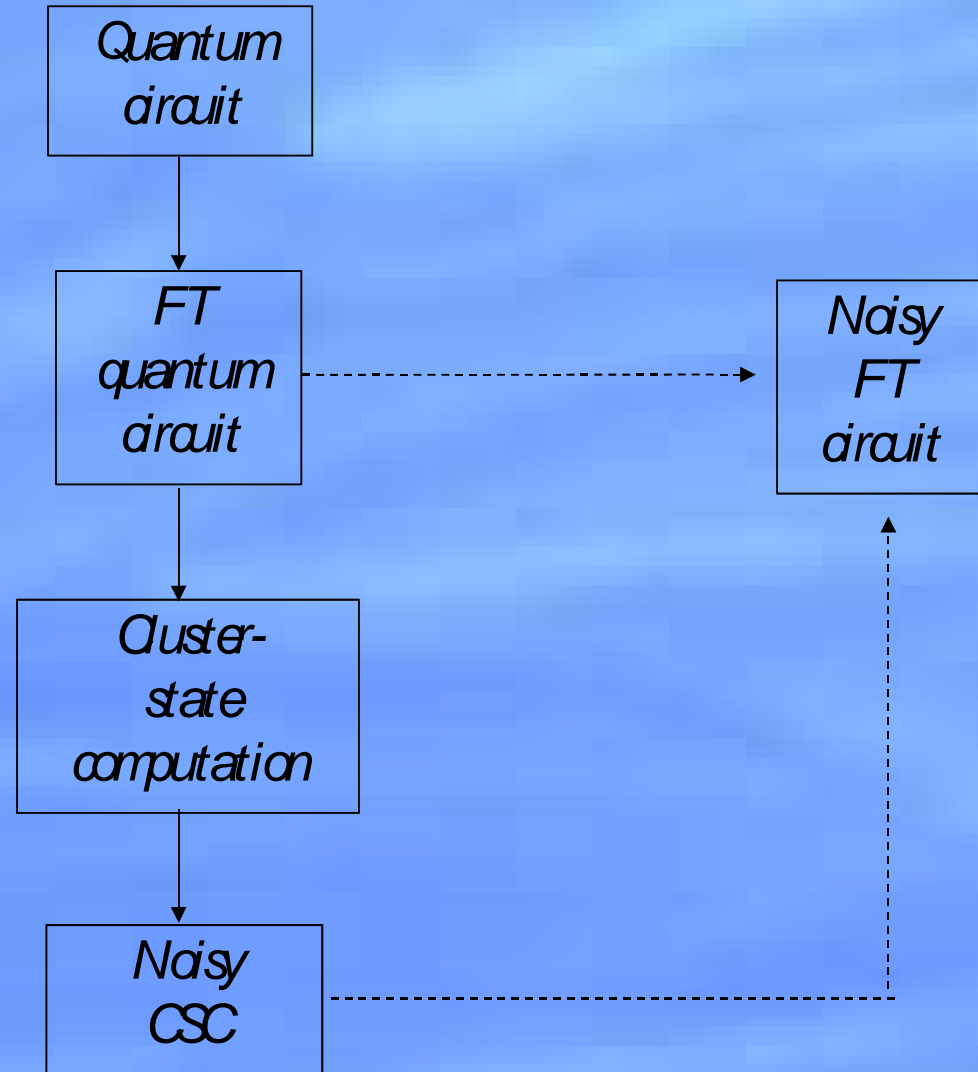 Quantum
circuit
FT
quantum
circuit
Noisy
FT
circuit
Cluster-
state
computation
Noisy
CSC